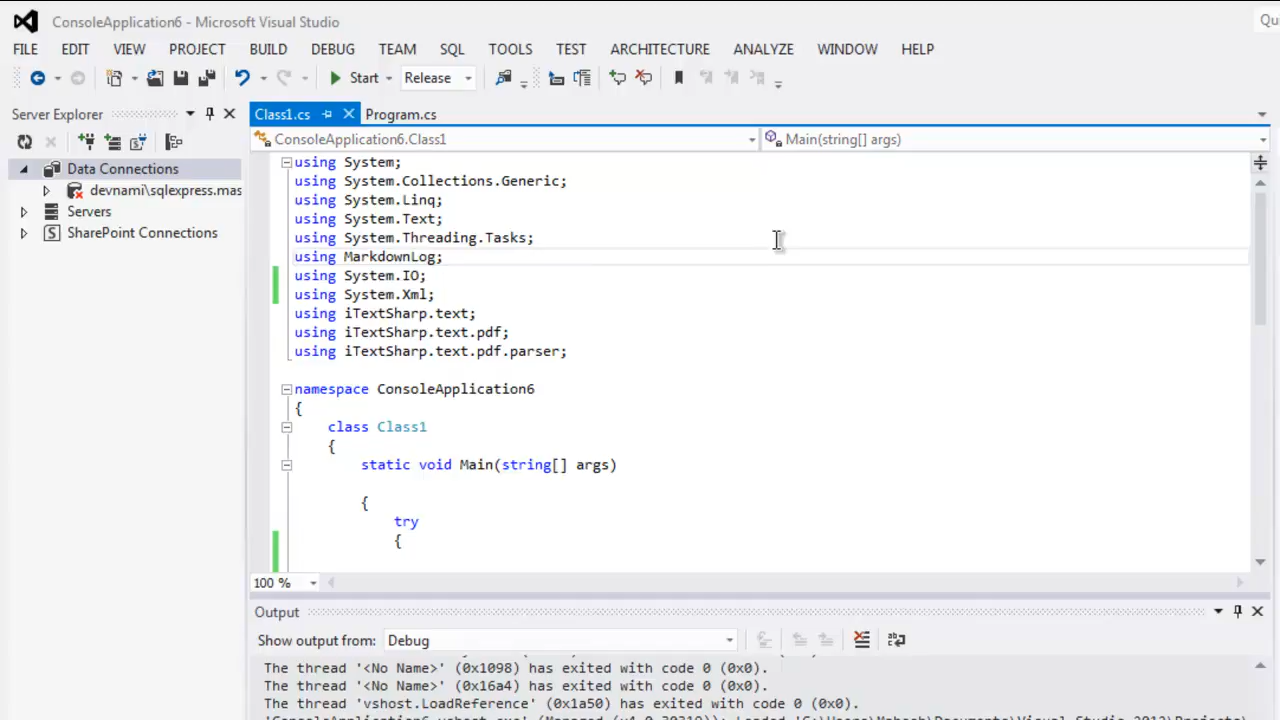 ConsoleApplication6 - Microsoft Visual Studio
FILE EDIT VIEW PROJECT BUILD DEBUG TEAM SQL TOOLS TEST ARCHITECTURE ANALYZE WINDOW HELP
Start Release
Server Explorer
Class1.cs Program.cs
ConsoleApplication6.Class1 Main(string[] args)
Data Connections
devnami\sqlexpress.mas
Servers
SharePoint Connections
using System;
using System.Collections.Generic;
using System.Linq;
using System.Text;
using System.Threading.Tasks;
using MarkdownLog;
using System.IO;
using System.Xml;
using iTextSharp.text;
using iTextSharp.text.pdf;
using iTextSharp.text.pdf.parser;
namespace ConsoleApplication6
{
class Class1
{
static void Main(string[] args)
{
try
{
100 %
Output
Show output from: Debug
The thread '<No Name>' (0x1098) has exited with code 0 (0x0).
The thread '<No Name>' (0x16a4) has exited with code 0 (0x0).
The thread 'vshost.LoadReference' (0x1a50) has exited with code 0 (0x0).